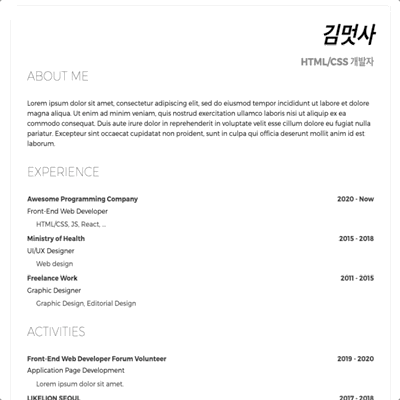 김멋사
HTML/CSS 개발자
ABOUT ME
Lorem ipsum dolor sit amet, consectetur adipiscing elit, sed do eiusmod tempor incididunt ut labore et dolore
magna aliqua. Ut enim ad minim veniam, quis nostrud exercitation ullamco laboris nisi ut aliquip ex ea
commodo consequat. Duis aute irure dolor in reprehenderit in voluptate velit esse cillum dolore eu fugiat nulla
pariatur. Excepteur sint occaecat cupidatat non proident, sunt in culpa qui officia deserunt mollit anim id est
laborum.
EXPERIENCE
Awesome Programming Company 2020 - Now
Front-End Web Developer
HTML/CSS, JS, React, ...
Ministry of Health 2015 - 2018
UI/UX Designer
Web design
Freelance Work 2011 - 2015
Graphic Designer
Graphic Design, Editorial Design
ACTIVITIES
Front-End Web Developer Forum Volunteer 2019 - 2020
Application Page Development
Lorem ipsum dolor sit amet.
LIKELION SEOUL 2017 - 2018